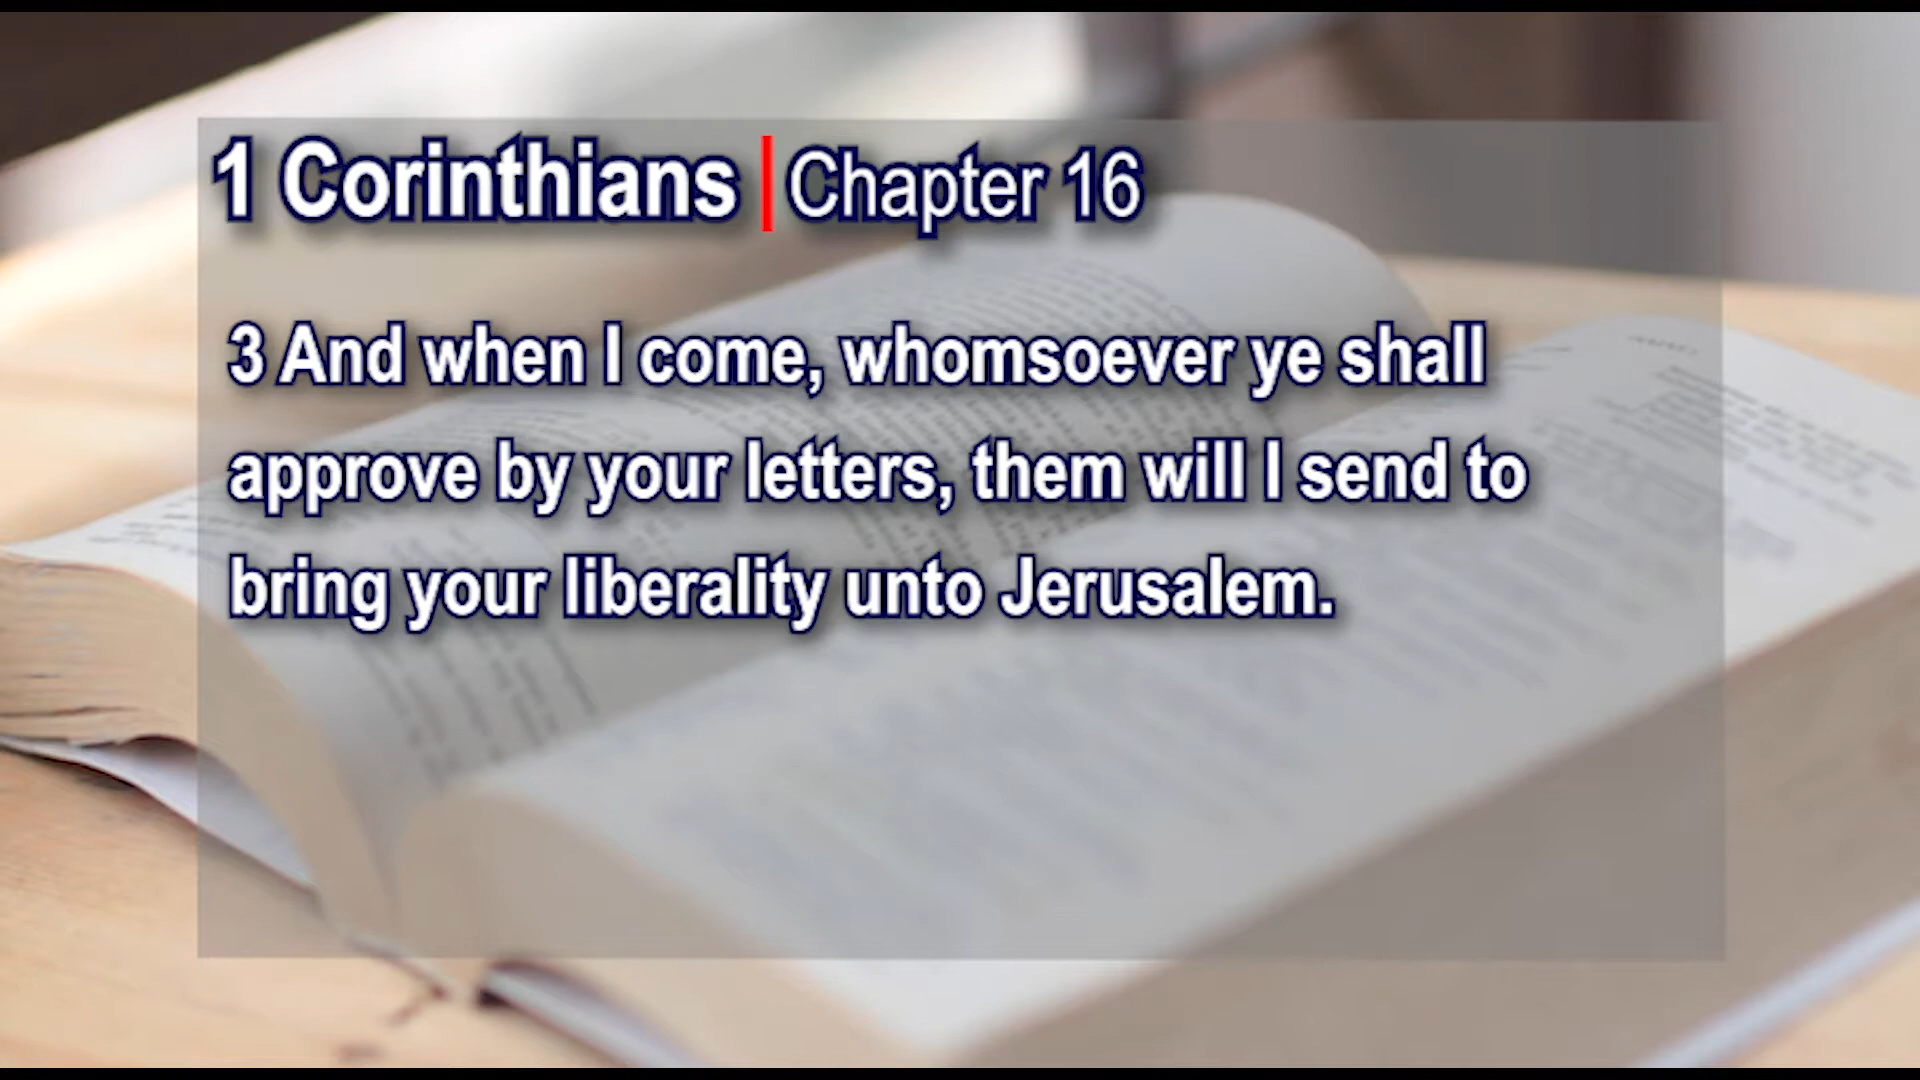 1 Corinthians | Chapter 16
3 And when I come, whomsoever ye shall
approve by your letters, them will I send to
bring your liberality unto Jerusalem.